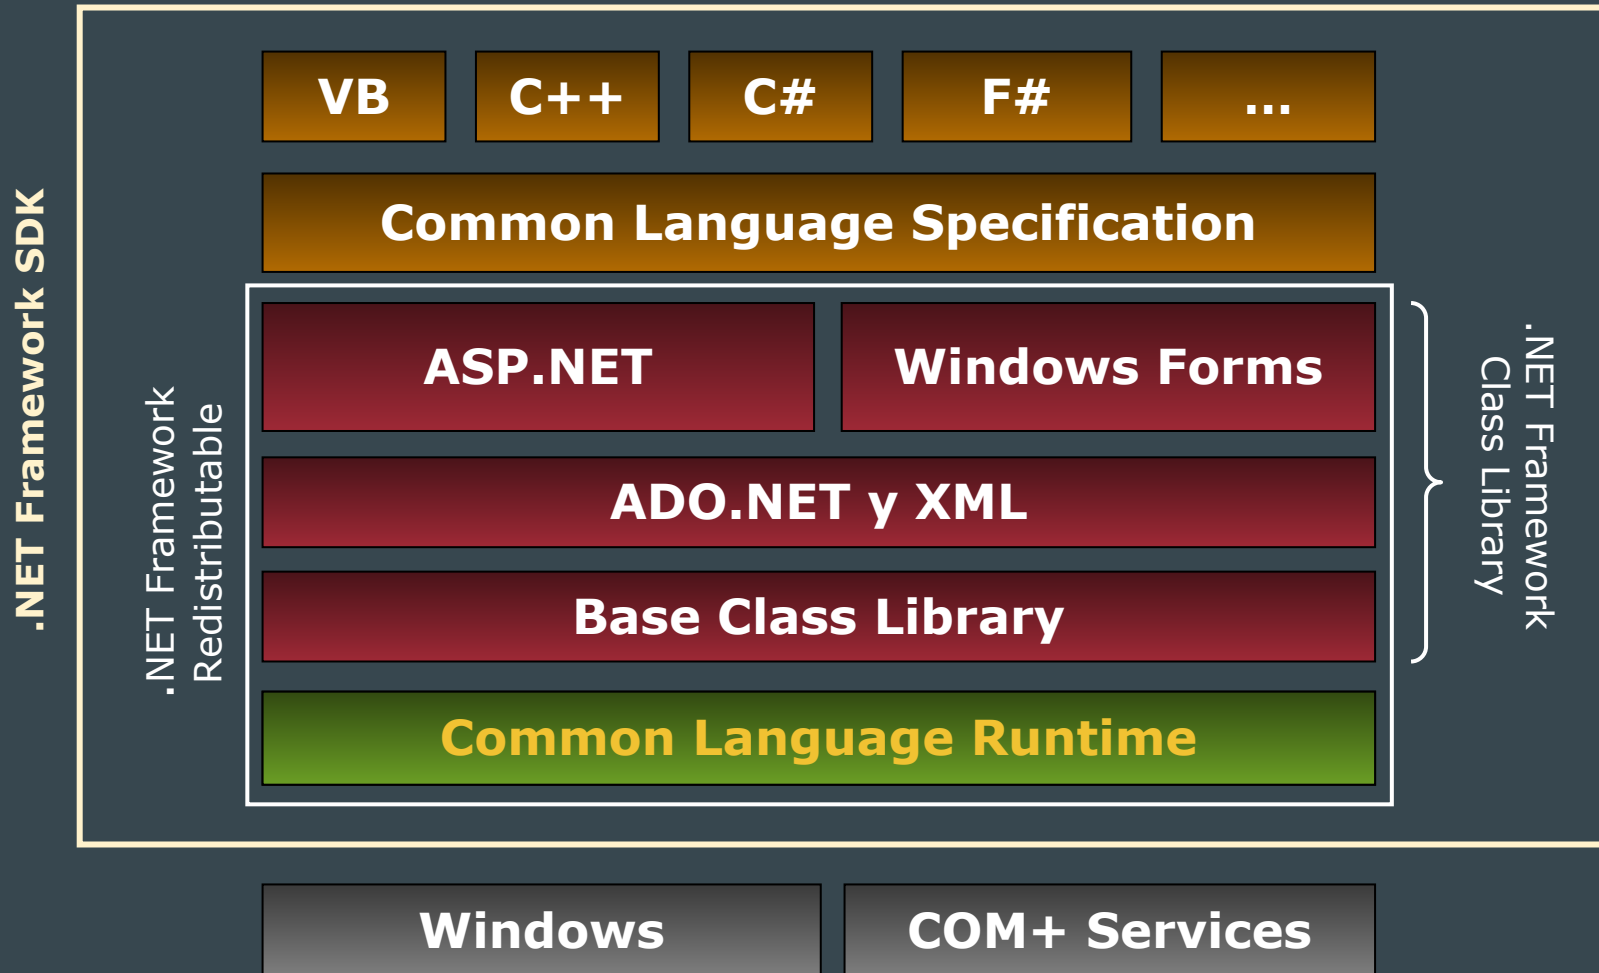 VB
C++
C#
F#
...
Common Language Specification
.NET Framework SDK
.NET Framework
Redistributable
ASP.NET
Windows Forms
ADO.NET y XML
Base Class Library
Common Language Runtime
.NET Framework
Class Library
Windows
COM+ Services